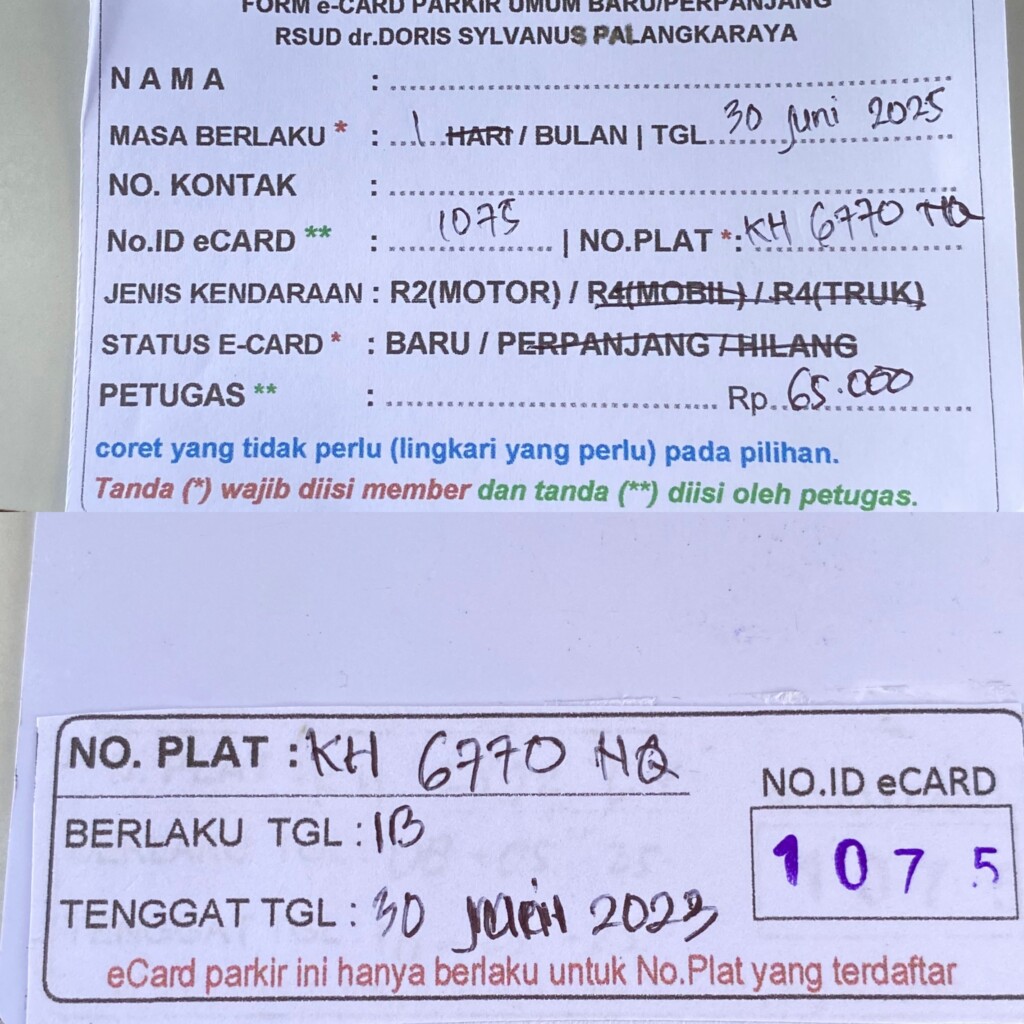 FORM e-CARD PARKIR UMUM BARU/PERPANJANG
RSUD dr.DORIS SYLVANUS PALANGKARAYA
NAMA :
MASA BERLAKU * : 1 HARI / BULAN | TGL. 30 Juni 2025
NO. KONTAK :
No.ID eCARD ** : 1075 | NO.PLAT *: KH 6770 HQ
JENIS KENDARAAN : R2(MOTOR) / R4(MOBIL) / R4(TRUK)
STATUS E-CARD * : BARU / PERPANJANG / HILANG
PETUGAS ** : Rp. 65.000
coret yang tidak perlu (lingkari yang perlu) pada pilihan.
Tanda (*) wajib diisi member dan tanda (**) diisi oleh petugas.
NO. PLAT : KH 6770 HQ
NO.ID eCARD
BERLAKU TGL : 1B
1075
TENGGAT TGL : 30 2023
eCard parkir ini hanya berlaku untuk No.Plat yang terdaftar